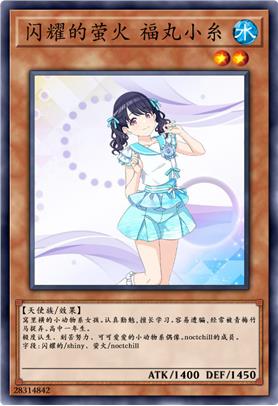 闪耀的萤火 福丸小糸 水
【天使族/效果】
窝里横的小动物系女孩。认真勤勉，擅长学习。容易遭骗，经常被青梅竹
马捉弄。高中一年生。
极度认生、刻苦努力、可可爱爱的小动物系偶像。noctchill的成员。
字段：闪耀的/shiny、萤火/noctchill
ATK/1400 DEF/1450
28314842